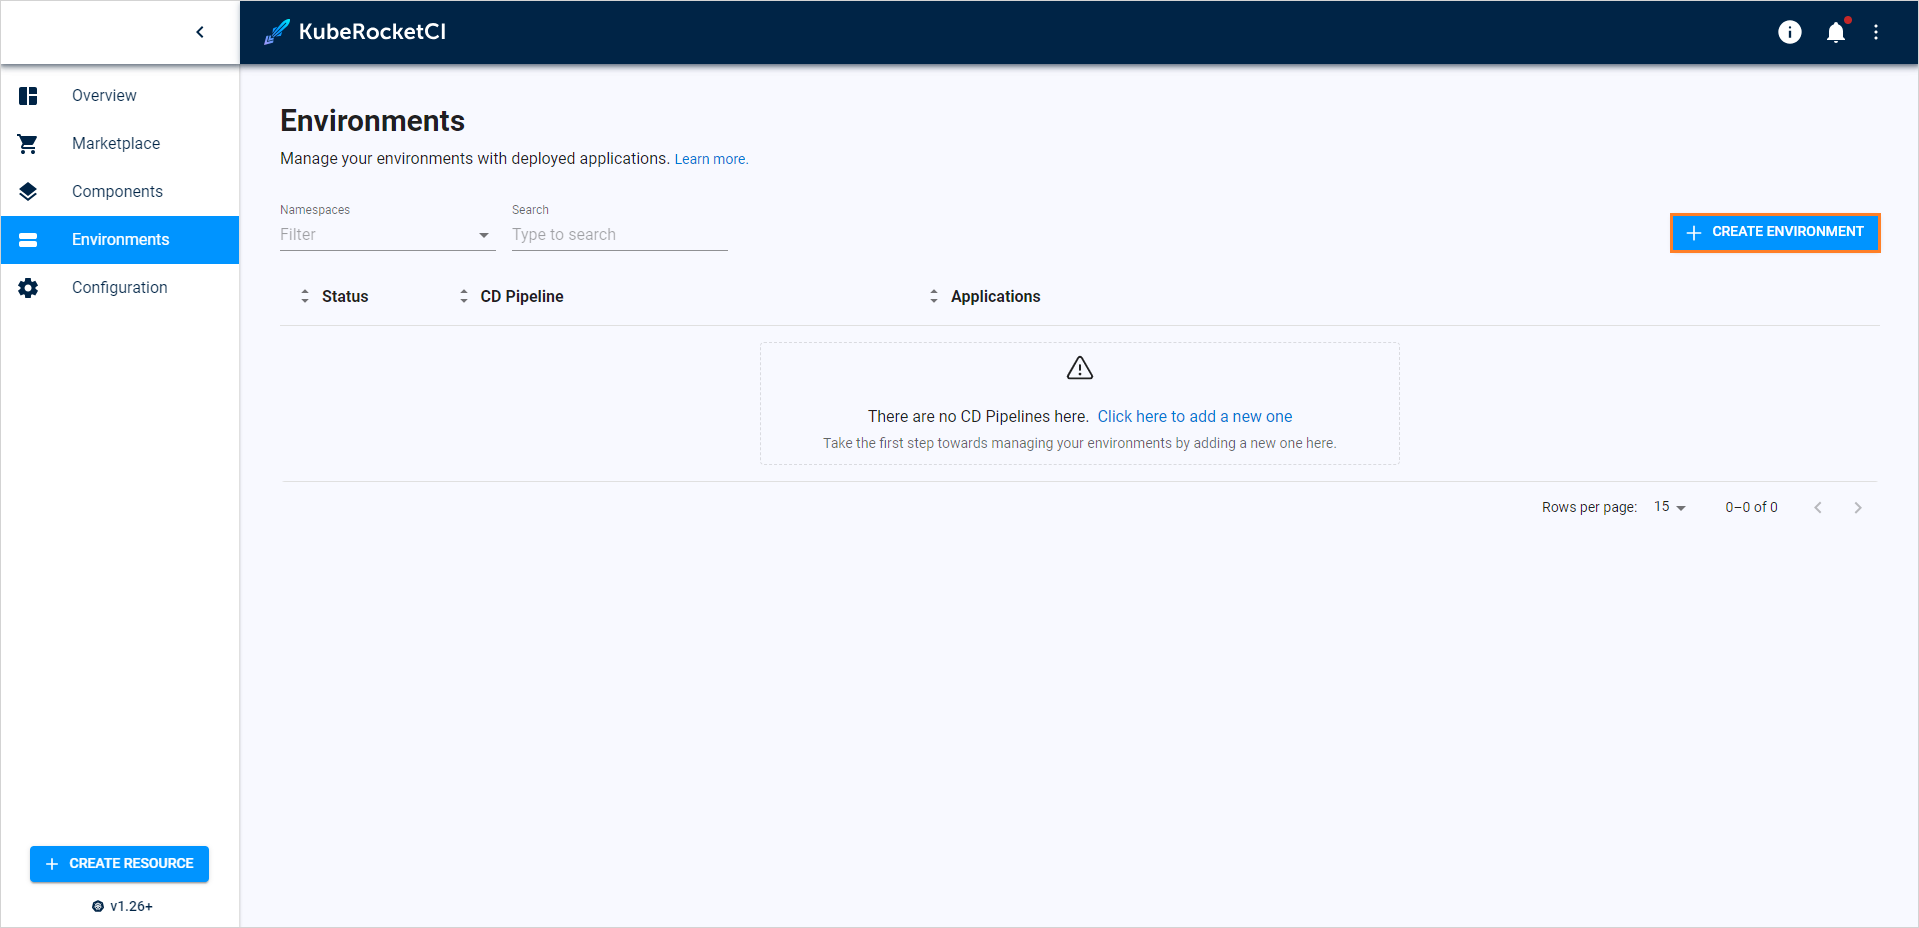 KubeRocketCI
Overview
Marketplace
Components
Environments
Configuration
CREATE RESOURCE
v1.26+
Environments
Manage your environments with deployed applications. Learn more.
Namespaces
Filter
Search
Type to search
CREATE ENVIRONMENT
Status CD Pipeline Applications
There are no CD Pipelines here. Click here to add a new one
Take the first step towards managing your environments by adding a new one here.
Rows per page: 15 0–0 of 0